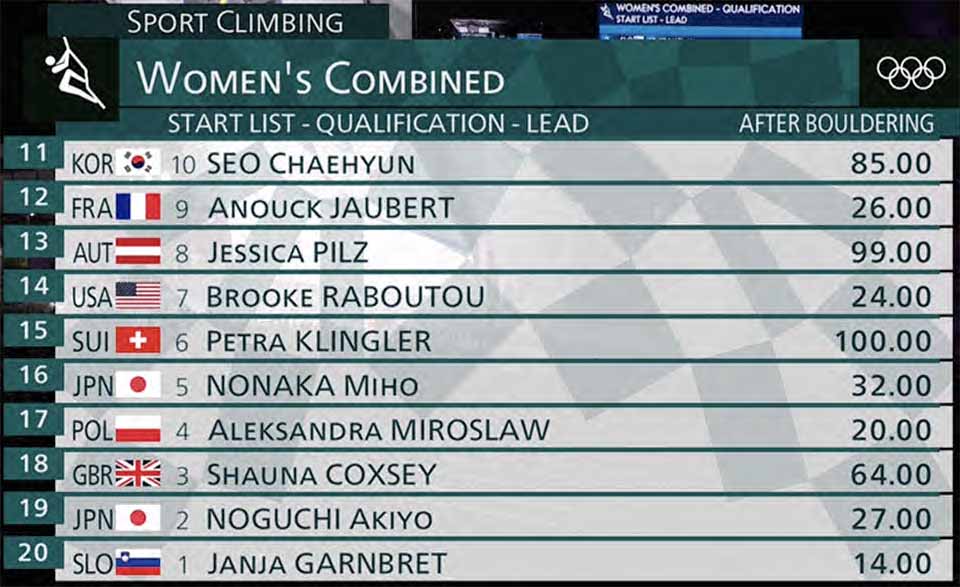 SPORT CLIMBING
WOMEN'S COMBINED - QUALIFICATION
START LIST - LEAD
WOMEN'S COMBINED
START LIST - QUALIFICATION - LEAD AFTER BOULDERING
11 KOR 10 SEO CHAEHYUN 85.00
12 FRA 9 ANOUCK JAUBERT 26.00
13 AUT 8 JESSICA PILZ 99.00
14 USA 7 BROOKE RABOUTOU 24.00
15 SUI 6 PETRA KLINGLER 100.00
16 JPN 5 NONAKA MIHO 32.00
17 POL 4 ALEKSANDRA MIROSLAW 20.00
18 GBR 3 SHAUNA COXSEY 64.00
19 JPN 2 NOGUCHI AKIYO 27.00
20 SLO 1 JANJA GARNBRET 14.00